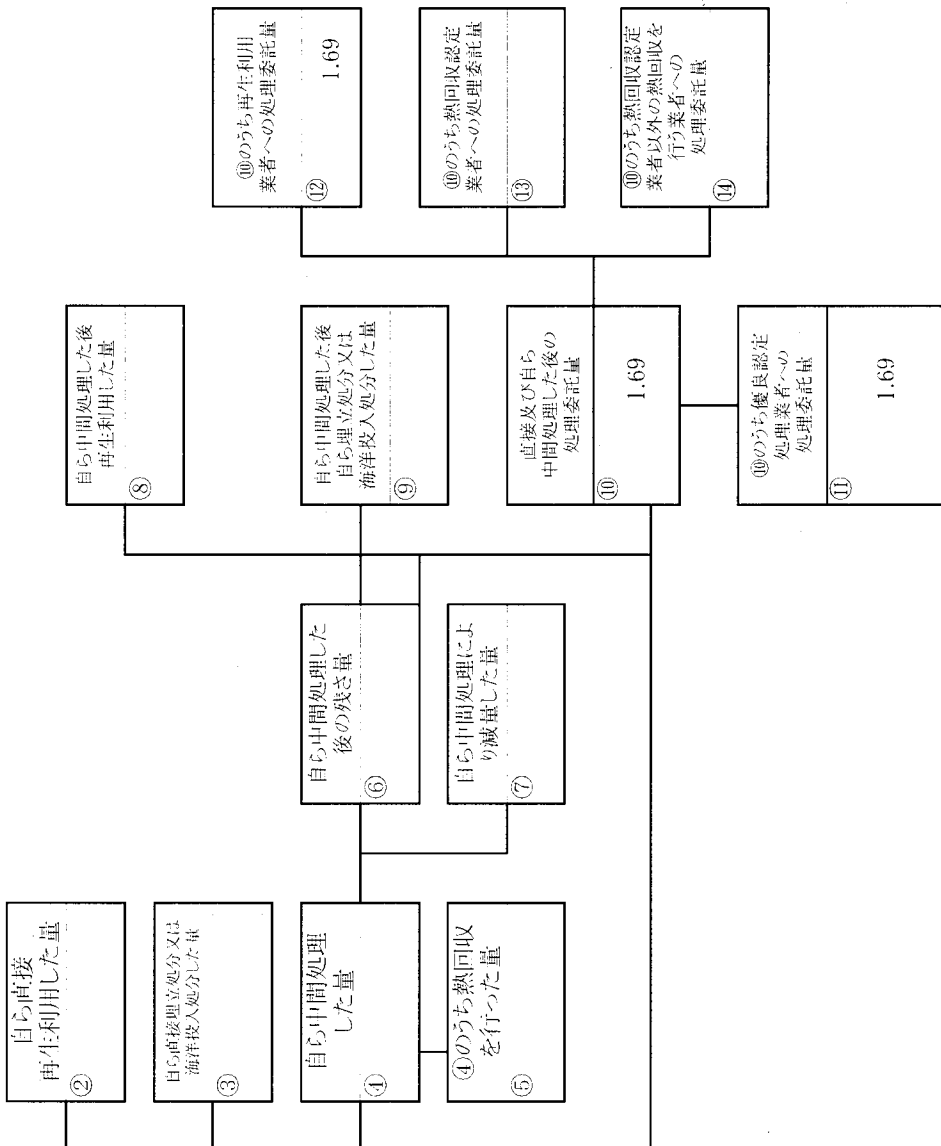 ⑩のうち再生利用
業者への処理委託量
⑫
1.69
⑩のうち熱回収認定
業者への処理委託量
⑬
⑩のうち熱回収認定
業者以外の熱回収を
行う業者への
処理委託量
⑭
自ら中間処理した後
再生利用した量
⑧
自ら中間処理した後
自ら埋立処分又は
海洋投入処分した量
⑨
直接及び自ら
中間処理した後の
処理委託量
⑩
1.69
⑩のうち優良認定
処理業者への
処理委託量
⑪
1.69
自ら中間処理した
後の残さ量
⑥
自ら中間処理によ
り減量した量
⑦
自ら直接
再生利用した量
②
自ら直接埋立処分又は
海洋投入処分した量
③
自ら中間処理
した量
④
④のうち熱回収
を行った量
⑤